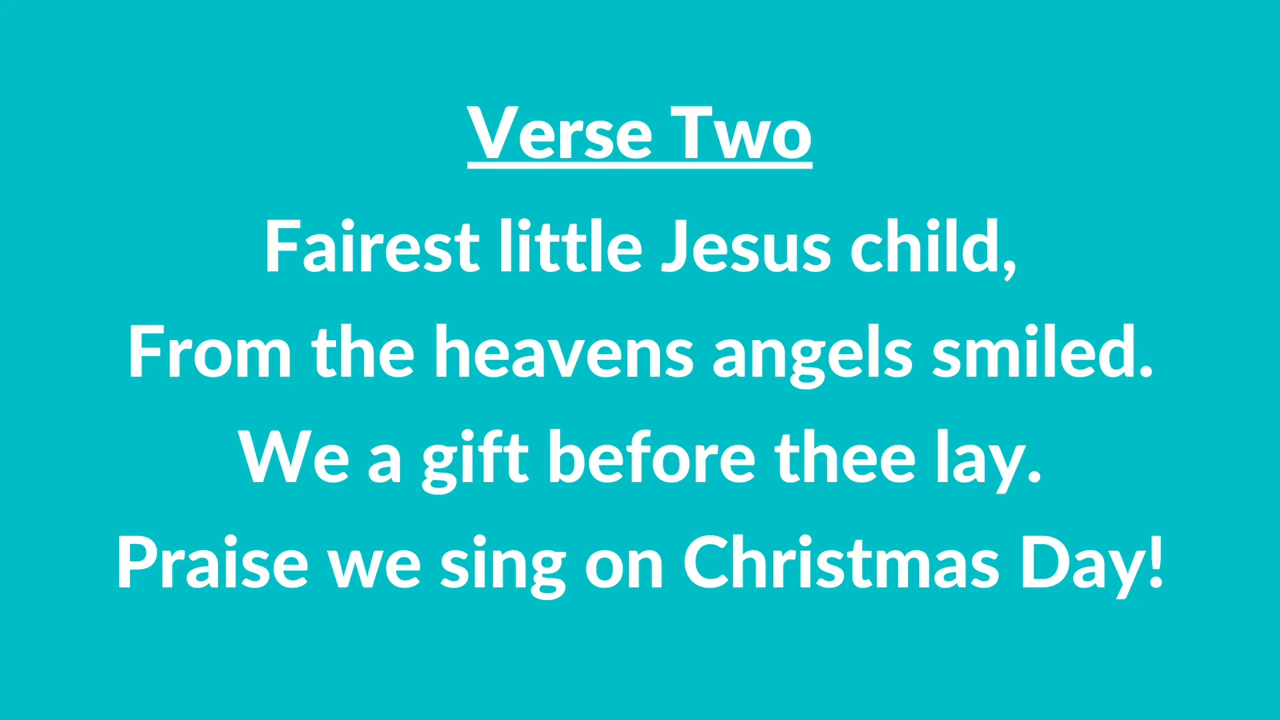 Verse Two
Fairest little Jesus child,
From the heavens angels smiled.
We a gift before thee lay.
Praise we sing on Christmas Day!